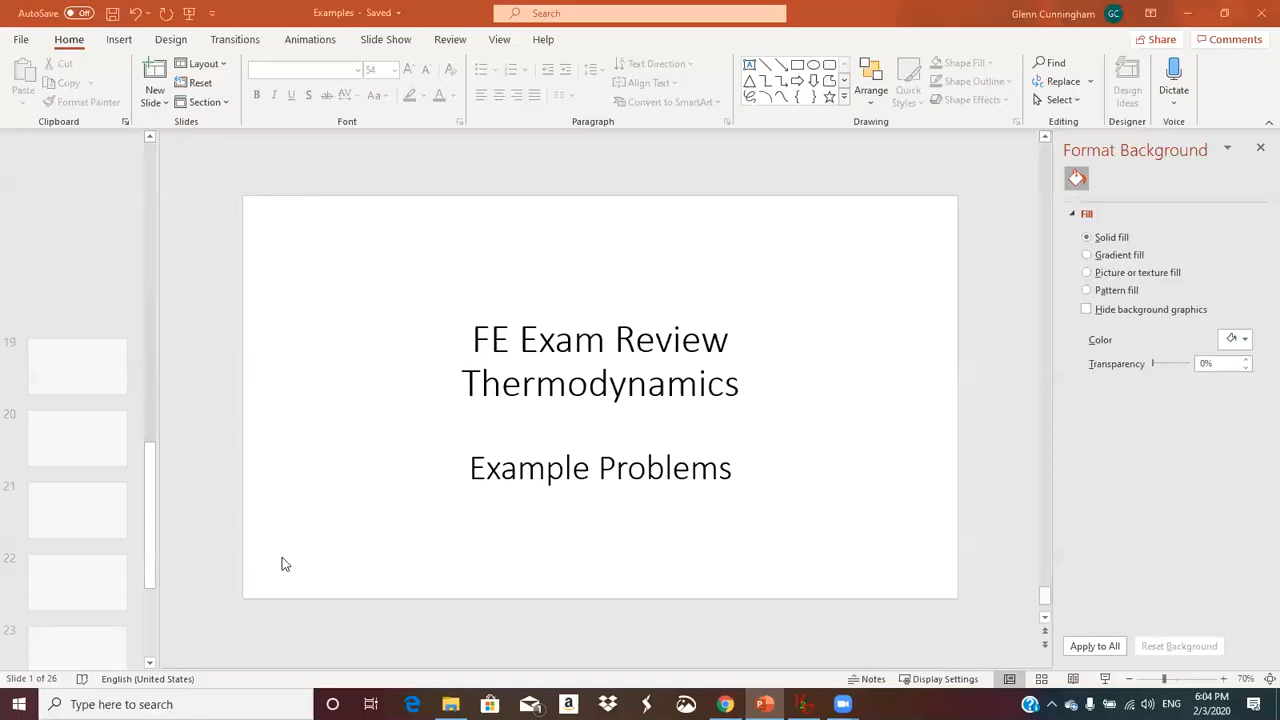 AutoSave Off Examples - Saved Search Glenn Cunningham GC
File Home Insert Design Transitions Animations Slide Show Review View Help Share Comments
Paste Cut Copy Format Painter Clipboard
New Slide Layout Reset Section Slides
54 B I U S ab AV Aa A Font
Text Direction Align Text Convert to SmartArt Paragraph
Arrange Quick Styles Shape Fill Shape Outline Shape Effects Drawing
Find Replace Select Editing
Design Ideas Designer
Dictate Voice
FE Exam Review
Thermodynamics
Example Problems
19
20
21
22
23
Format Background
Fill
Solid fill
Gradient fill
Picture or texture fill
Pattern fill
Hide background graphics
Color
Transparency 0%
Apply to All Reset Background
Slide 1 of 26 English (United States) Notes Display Settings 70%
Type here to search 6:04 PM
2/3/2020